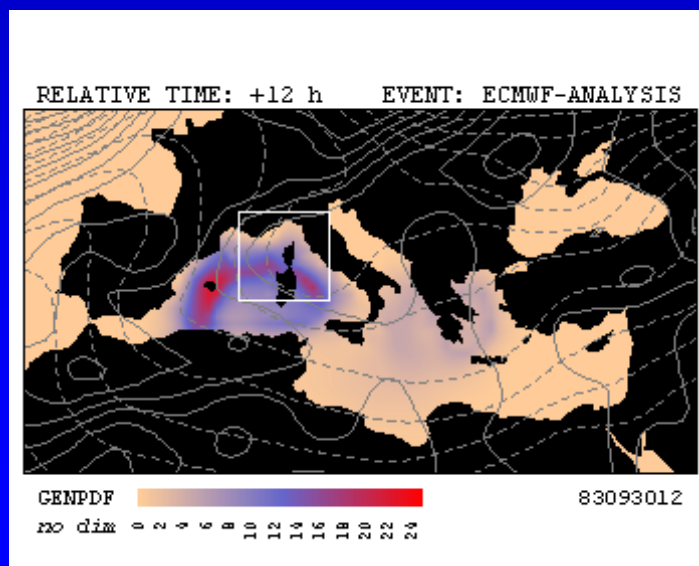 RELATIVE TIME: +12 h EVENT: ECMWF-ANALYSIS
GENPDF 83093012
no dim 0 2 4 6 8 10 12 14 16 18 20 22 24